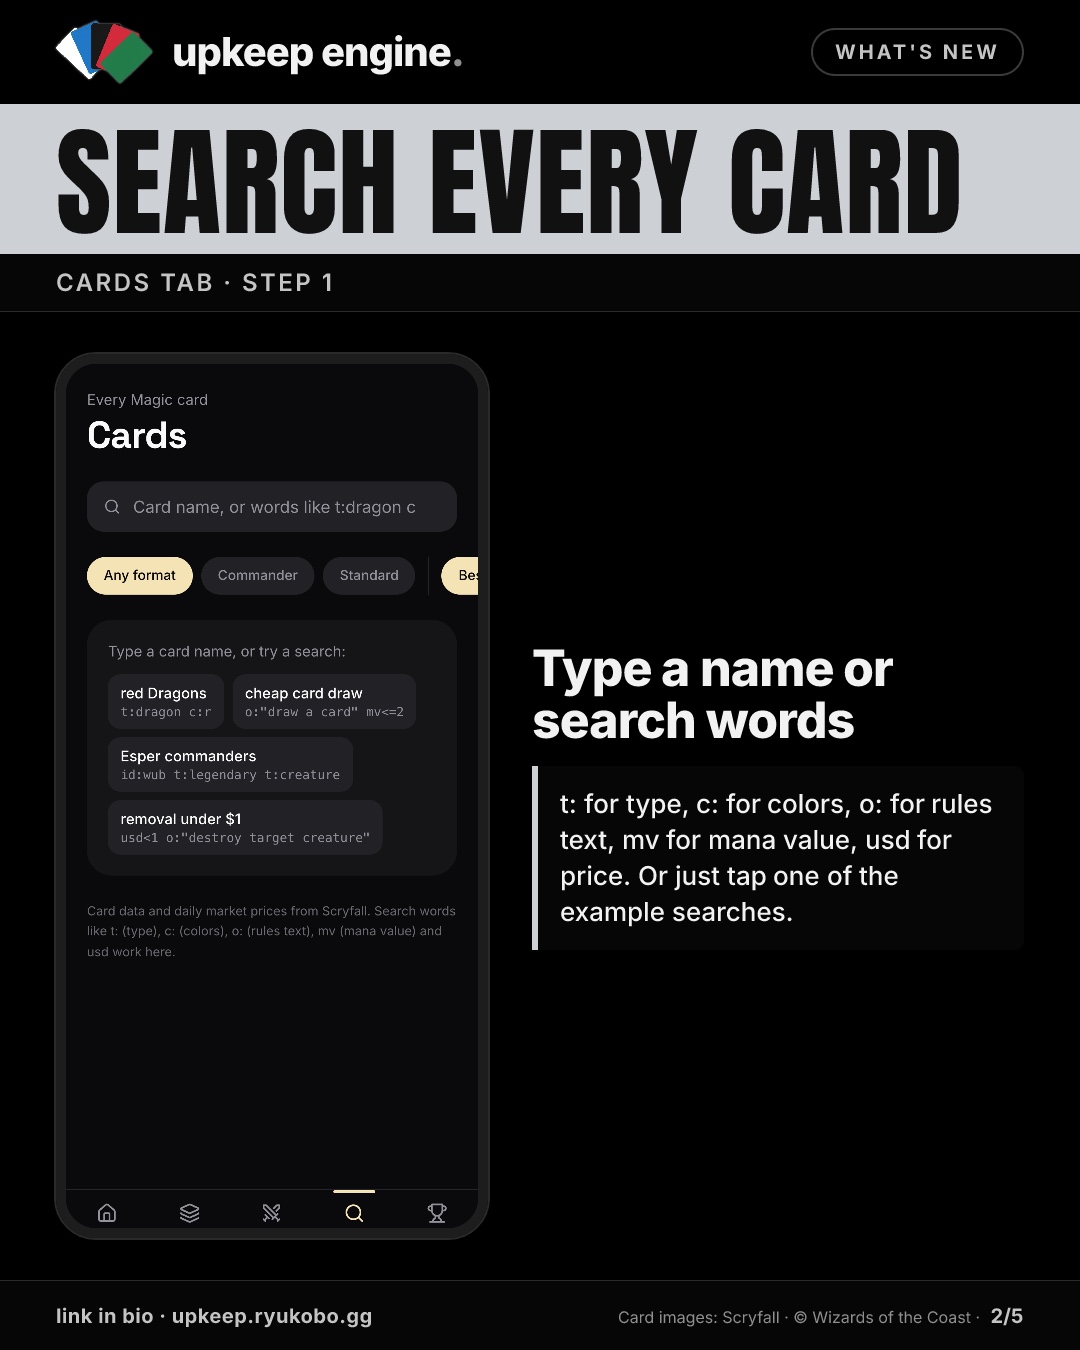 upkeep engine.
WHAT'S NEW
SEARCH EVERY CARD
CARDS TAB · STEP 1
Every Magic card
Cards
Card name, or words like t:dragon c
Any format
Commander
Standard
Bes
Type a card name, or try a search:
red Dragons
t:dragon c:r
cheap card draw
o:"draw a card" mv<=2
Esper commanders
id:wub t:legendary t:creature
removal under $1
usd<1 o:"destroy target creature"
Card data and daily market prices from Scryfall. Search words
like t: (type), c: (colors), o: (rules text), mv (mana value) and
usd work here.
Type a name or
search words
t: for type, c: for colors, o: for rules
text, mv for mana value, usd for
price. Or just tap one of the
example searches.
link in bio · upkeep.ryukobo.gg
Card images: Scryfall · © Wizards of the Coast · 2/5